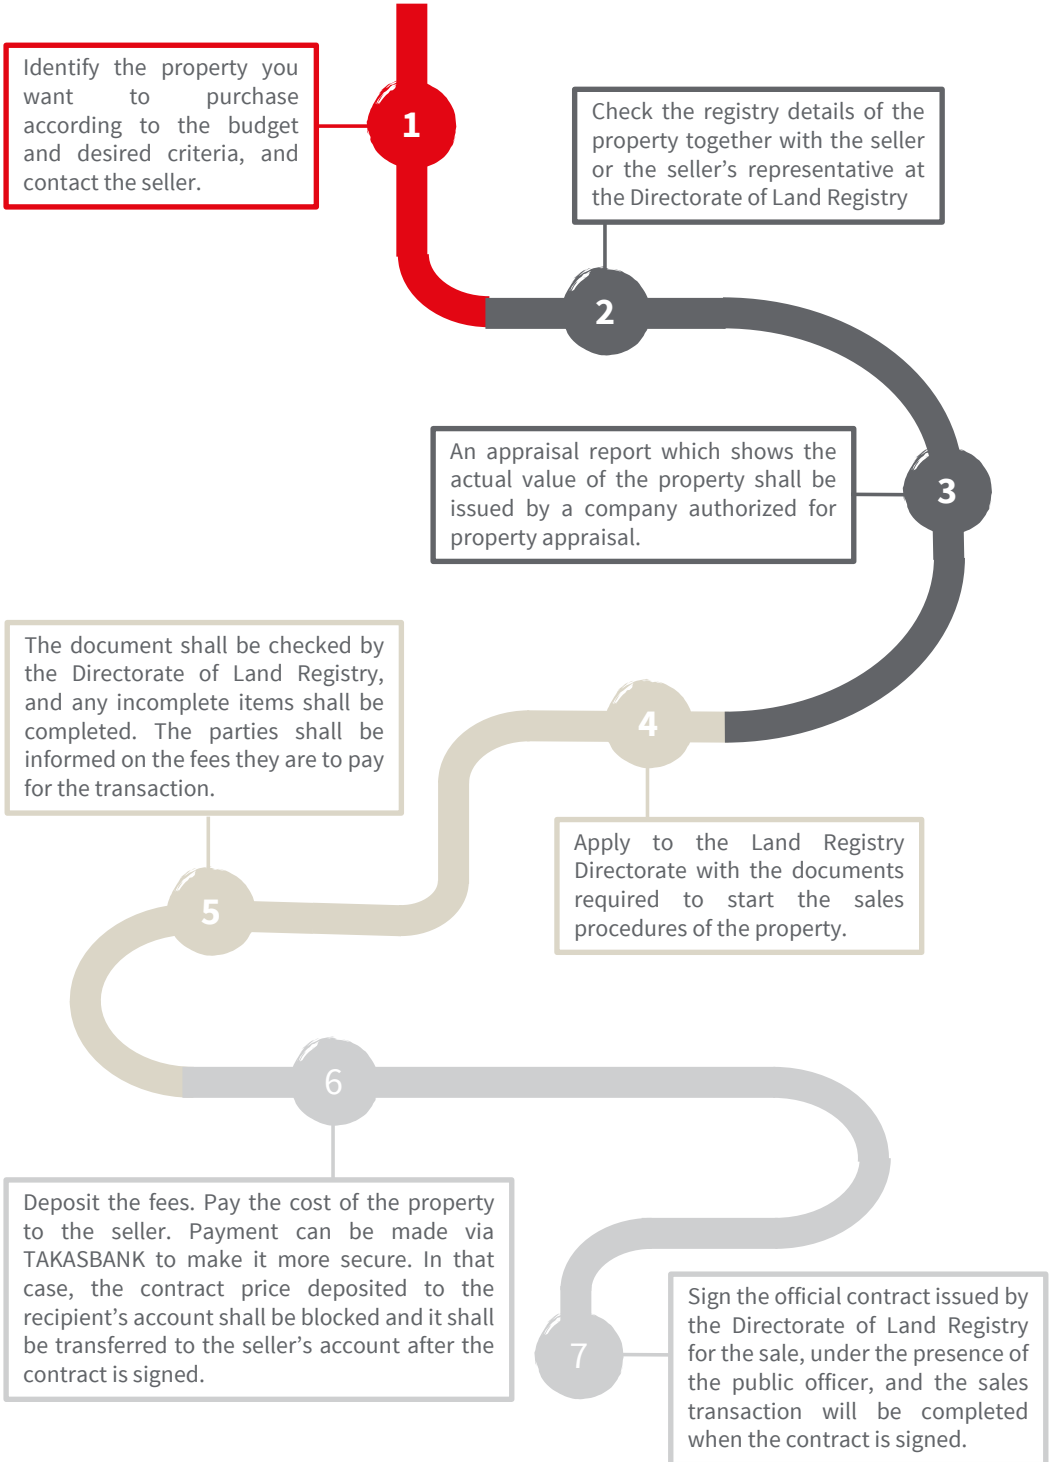 Identify the property you
want to purchase
according to the budget
and desired criteria, and
contact the seller.
1
Check the registry details of the
property together with the seller
or the seller’s representative at
the Directorate of Land Registry
2
An appraisal report which shows the
actual value of the property shall be
issued by a company authorized for
property appraisal.
3
4
Apply to the Land Registry
Directorate with the documents
required to start the sales
procedures of the property.
The document shall be checked by
the Directorate of Land Registry,
and any incomplete items shall be
completed. The parties shall be
informed on the fees they are to pay
for the transaction.
5
6
Deposit the fees. Pay the cost of the property
to the seller. Payment can be made via
TAKASBANK to make it more secure. In that
case, the contract price deposited to the
recipient’s account shall be blocked and it shall
be transferred to the seller’s account after the
contract is signed.
7
Sign the official contract issued by
the Directorate of Land Registry
for the sale, under the presence of
the public officer, and the sales
transaction will be completed
when the contract is signed.